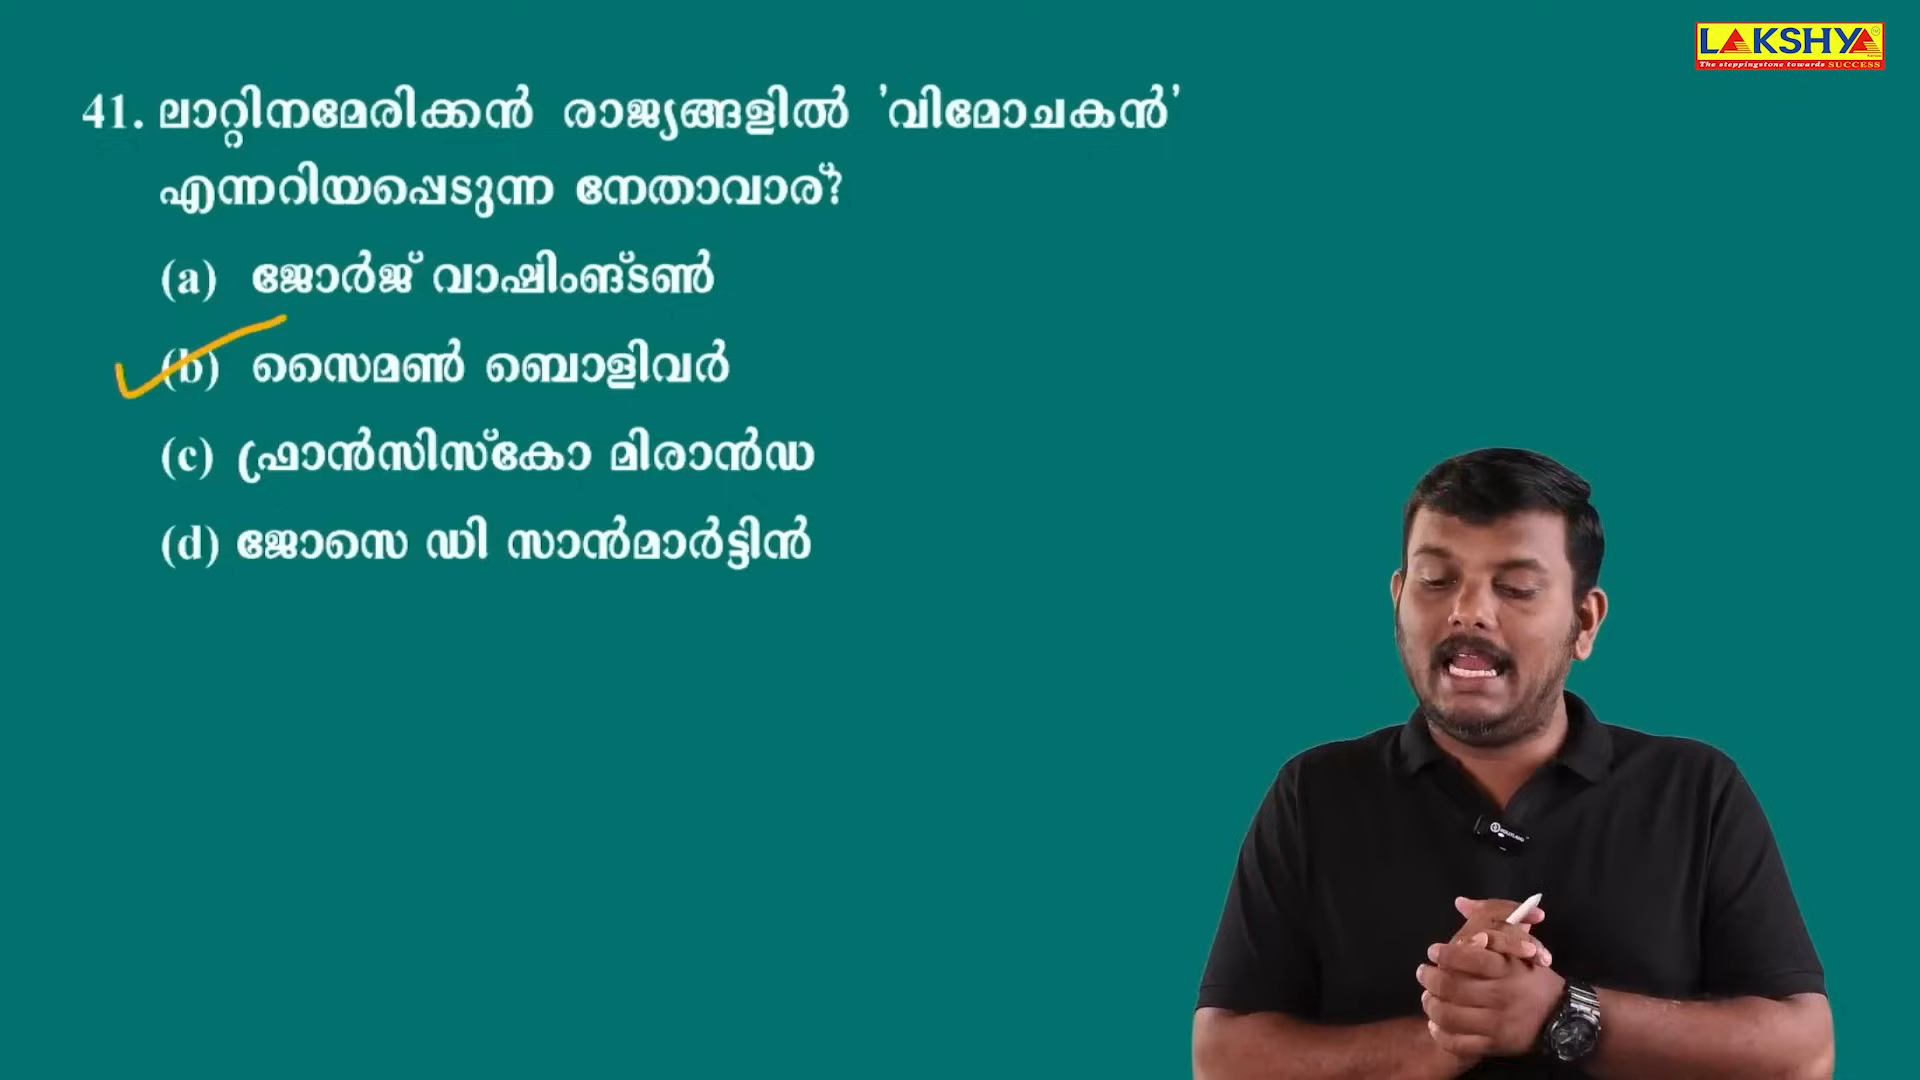 LAKSHYA
The steppingstone towards SUCCESS
41. ലാറ്റിനമേരിക്കൻ രാജ്യങ്ങളിൽ 'വിമോചകൻ'
എന്നറിയപ്പെടുന്ന നേതാവാര്?
(a) ജോർജ് വാഷിംങ്ടൺ
(b) സൈമൺ ബൊളിവർ
(c) ഫ്രാൻസിസ്കോ മിരാൻഡ
(d) ജോസെ ഡി സാൻമാർട്ടിൻ